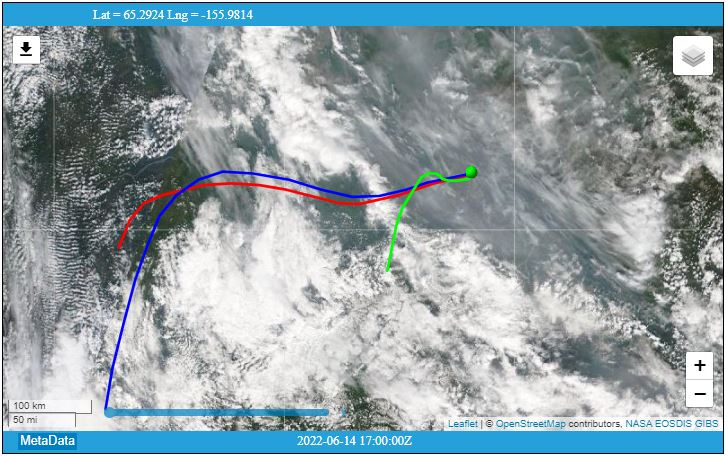 Lat = 65.2924 Lng = -155.9814
+
−
100 km
50 mi
Leaflet | © OpenStreetMap contributors, NASA EOSDIS GIBS
MetaData
2022-06-14 17:00:00Z